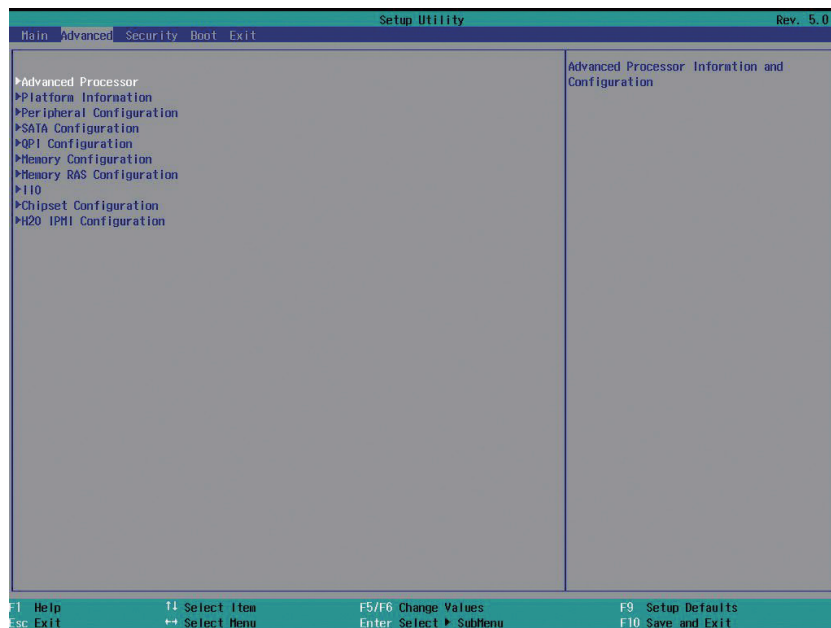 Setup Utility Rev. 5.0
Main Advanced Security Boot Exit
▶Advanced Processor
▶Platform Information
▶Peripheral Configuration
▶SATA Configuration
▶QPI Configuration
▶Memory Configuration
▶Memory RAS Configuration
▶IIO
▶Chipset Configuration
▶H2O IPMI Configuration
Advanced Processor Informtion and
Configuration
F1 Help ↑↓ Select Item F5/F6 Change Values F9 Setup Defaults
Esc Exit ↔ Select Menu Enter Select ▶ SubMenu F10 Save and Exit